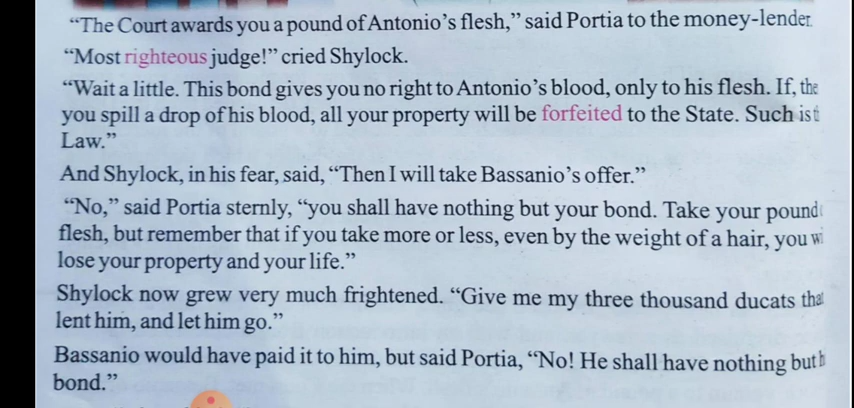 “The Court awards you a pound of Antonio’s flesh,” said Portia to the money-lender
“Most righteous judge!” cried Shylock.
“Wait a little. This bond gives you no right to Antonio’s blood, only to his flesh. If, the
you spill a drop of his blood, all your property will be forfeited to the State. Such is t
Law.”
And Shylock, in his fear, said, “Then I will take Bassanio’s offer.”
“No,” said Portia sternly, “you shall have nothing but your bond. Take your pound
flesh, but remember that if you take more or less, even by the weight of a hair, you wi
lose your property and your life.”
Shylock now grew very much frightened. “Give me my three thousand ducats that
lent him, and let him go.”
Bassanio would have paid it to him, but said Portia, “No! He shall have nothing but h
bond.”